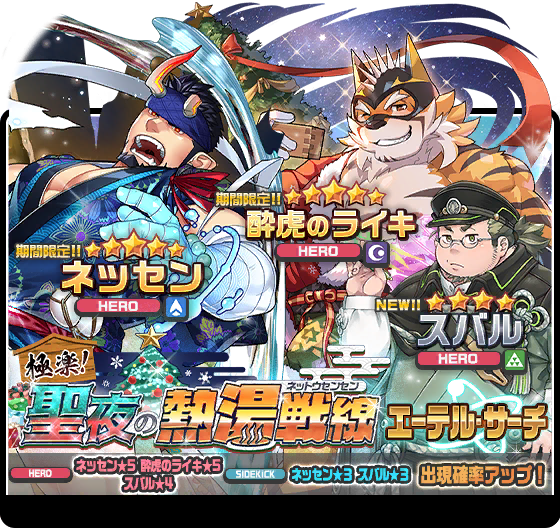 期間限定!! ★★★★★
酔虎のライキ
HERO
期間限定!! ★★★★★
ネッセン
HERO
NEW!! ★★★★
スバル
HERO
極楽!
ネットウセンセン
聖夜の熱湯戦線 エーテル・サーチ
HERO ネッセン★5 酔虎のライキ★5 スバル★4 SIDEKICK ネッセン★3 スバル★3 出現確率アップ!